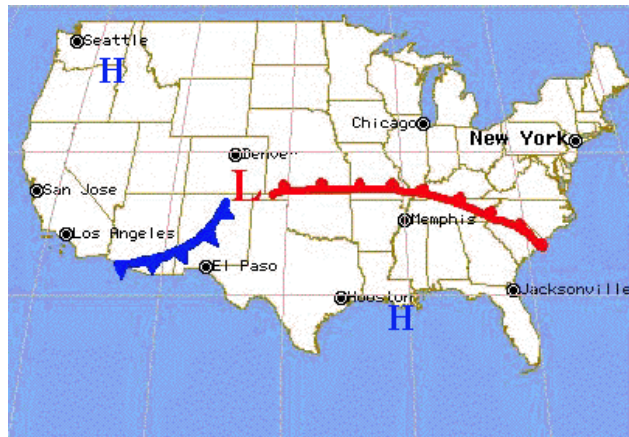 Seattle
H
Chicago
New York
Denver
L
San Jose
Memphis
Los Angeles
El Paso
Jacksonville
Houston
H